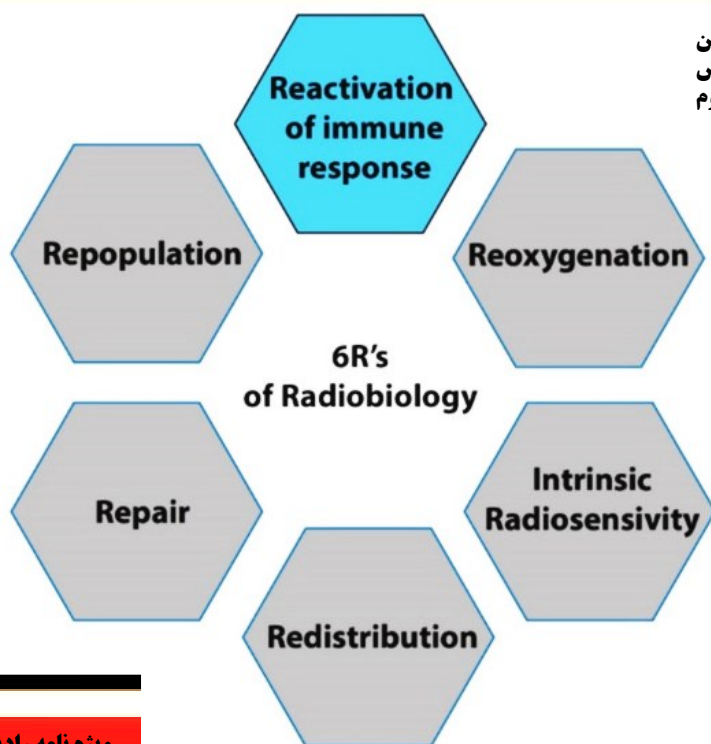 Reactivation
of immune
response
Repopulation
Reoxygenation
6R's
of Radiobiology
Repair
Intrinsic
Radiosensivity
Redistribution